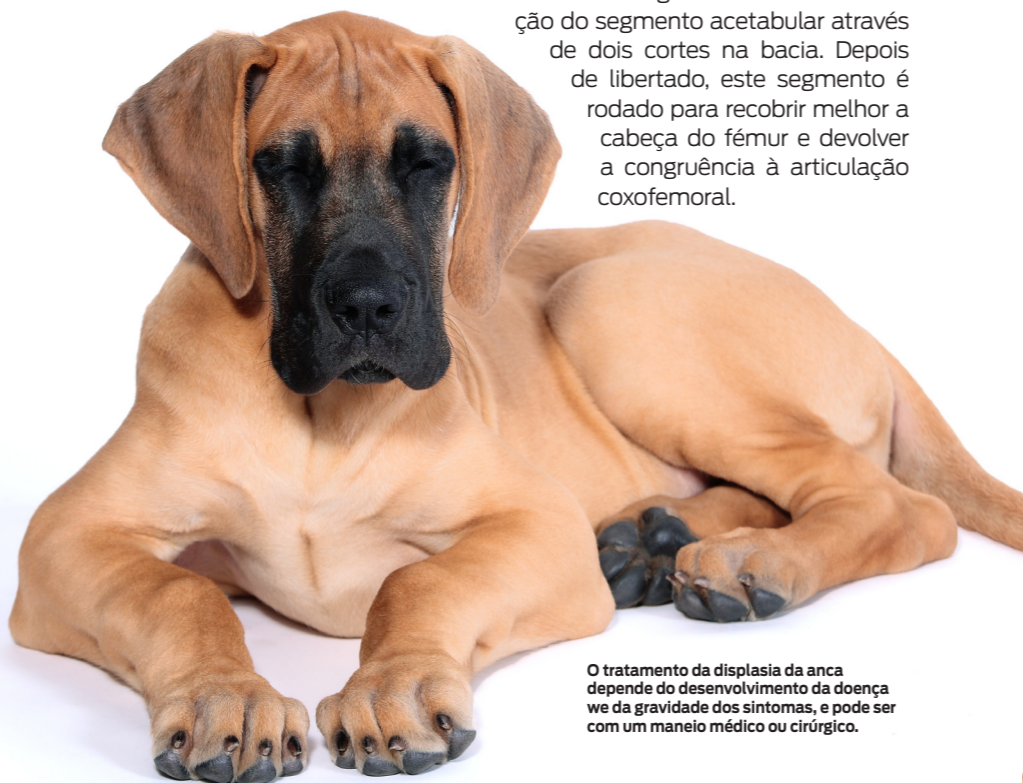 ção do segmento acetabular através
de dois cortes na bacia. Depois
de libertado, este segmento é
rodado para recobrir melhor a
cabeça do fémur e devolver
a congruência à articulação
coxofemoral.
O tratamento da displasia da anca
depende do desenvolvimento da doença
we da gravidade dos sintomas, e pode ser
com um maneio médico ou cirúrgico.